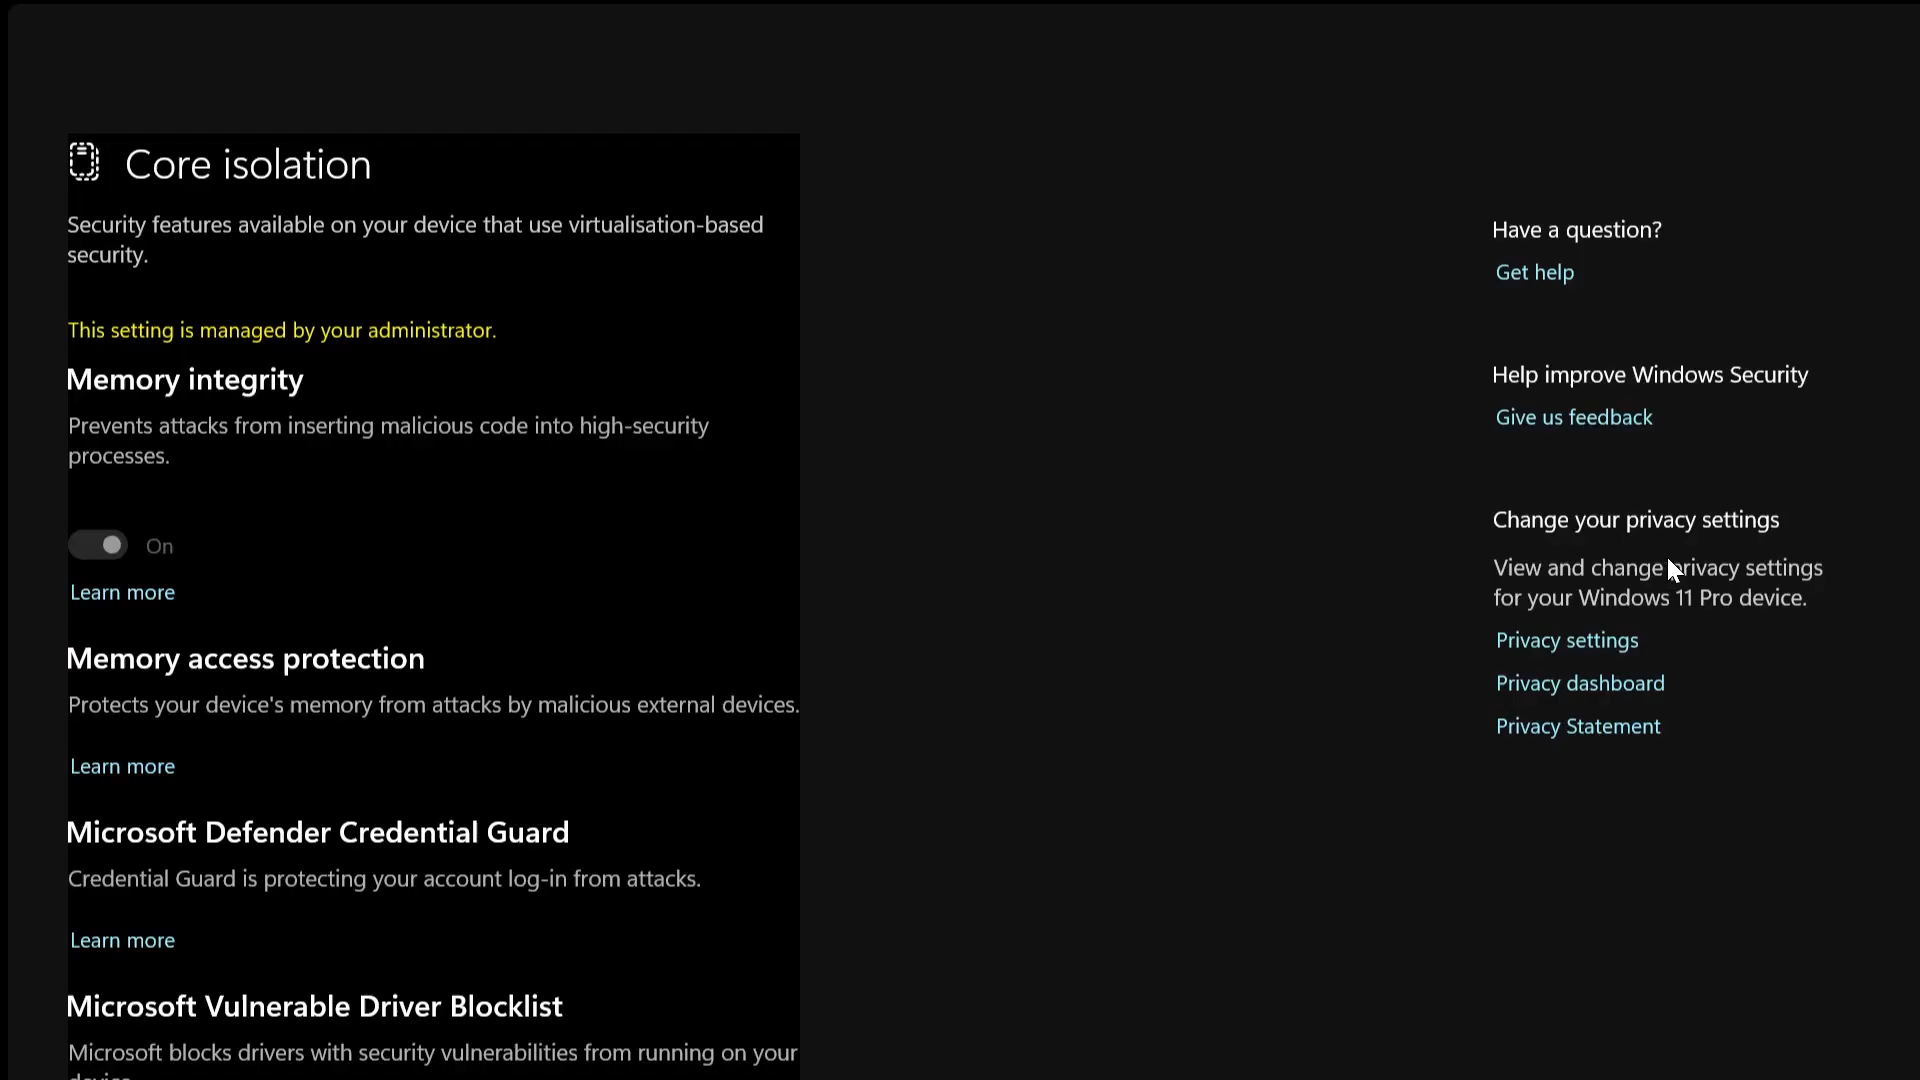 Core isolation
Security features available on your device that use virtualisation-based
security.
This setting is managed by your administrator.
Memory integrity
Prevents attacks from inserting malicious code into high-security
processes.
On
Learn more
Memory access protection
Protects your device's memory from attacks by malicious external devices.
Learn more
Microsoft Defender Credential Guard
Credential Guard is protecting your account log-in from attacks.
Learn more
Microsoft Vulnerable Driver Blocklist
Microsoft blocks drivers with security vulnerabilities from running on your
Have a question?
Get help
Help improve Windows Security
Give us feedback
Change your privacy settings
View and change privacy settings
for your Windows 11 Pro device.
Privacy settings
Privacy dashboard
Privacy Statement